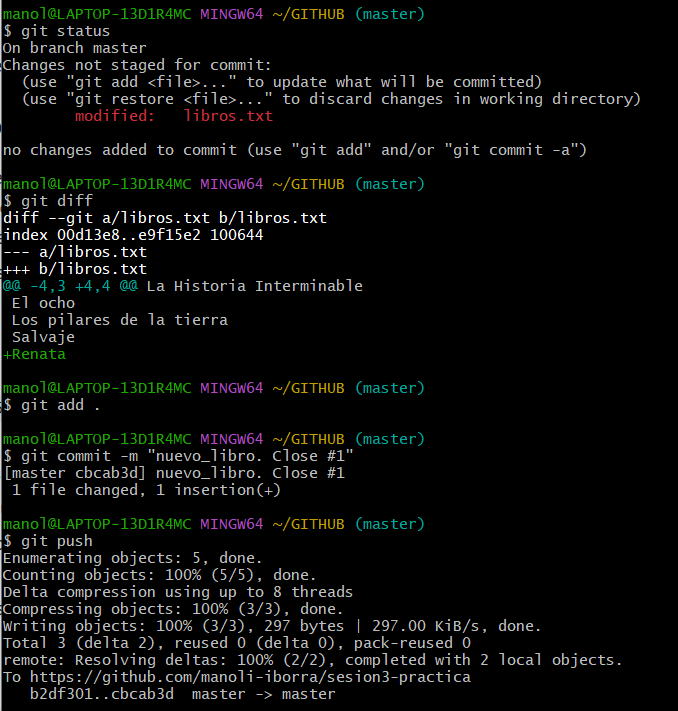 manol@LAPTOP-13D1R4MC MINGW64 ~/GITHUB (master)
$ git status
On branch master
Changes not staged for commit:
  (use "git add <file>..." to update what will be committed)
  (use "git restore <file>..." to discard changes in working directory)
        modified:   libros.txt

no changes added to commit (use "git add" and/or "git commit -a")

manol@LAPTOP-13D1R4MC MINGW64 ~/GITHUB (master)
$ git diff
diff --git a/libros.txt b/libros.txt
index 00d13e8..e9f15e2 100644
--- a/libros.txt
+++ b/libros.txt
@@ -4,3 +4,4 @@ La Historia Interminable
 El ocho
 Los pilares de la tierra
 Salvaje
+Renata

manol@LAPTOP-13D1R4MC MINGW64 ~/GITHUB (master)
$ git add .

manol@LAPTOP-13D1R4MC MINGW64 ~/GITHUB (master)
$ git commit -m "nuevo_libro. Close #1"
[master cbcab3d] nuevo_libro. Close #1
 1 file changed, 1 insertion(+)

manol@LAPTOP-13D1R4MC MINGW64 ~/GITHUB (master)
$ git push
Enumerating objects: 5, done.
Counting objects: 100% (5/5), done.
Delta compression using up to 8 threads
Compressing objects: 100% (3/3), done.
Writing objects: 100% (3/3), 297 bytes | 297.00 KiB/s, done.
Total 3 (delta 2), reused 0 (delta 0), pack-reused 0
remote: Resolving deltas: 100% (2/2), completed with 2 local objects.
To https://github.com/manoli-iborra/sesion3-practica
   b2df301..cbcab3d  master -> master